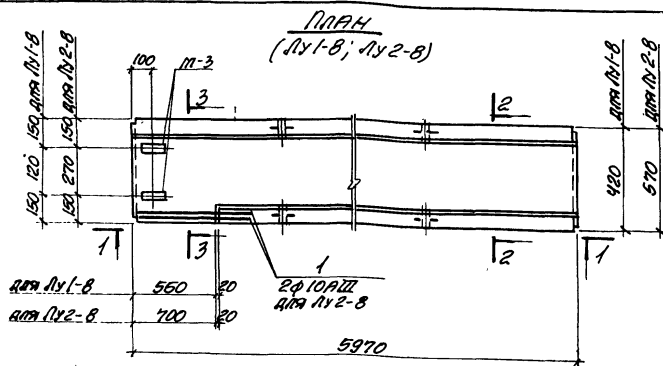 План
(Лу1-8; Лу2-8)
для Лу1-8
для Лу2-8
150
150
120
270
150
150
100
т-3
3
2
для Лу1-8
для Лу2-8
420
570
1
3
2
1
1
2ф10АIII
для Лу2-8
для Лу1-8
560
20
для Лу2-8
700
20
5970